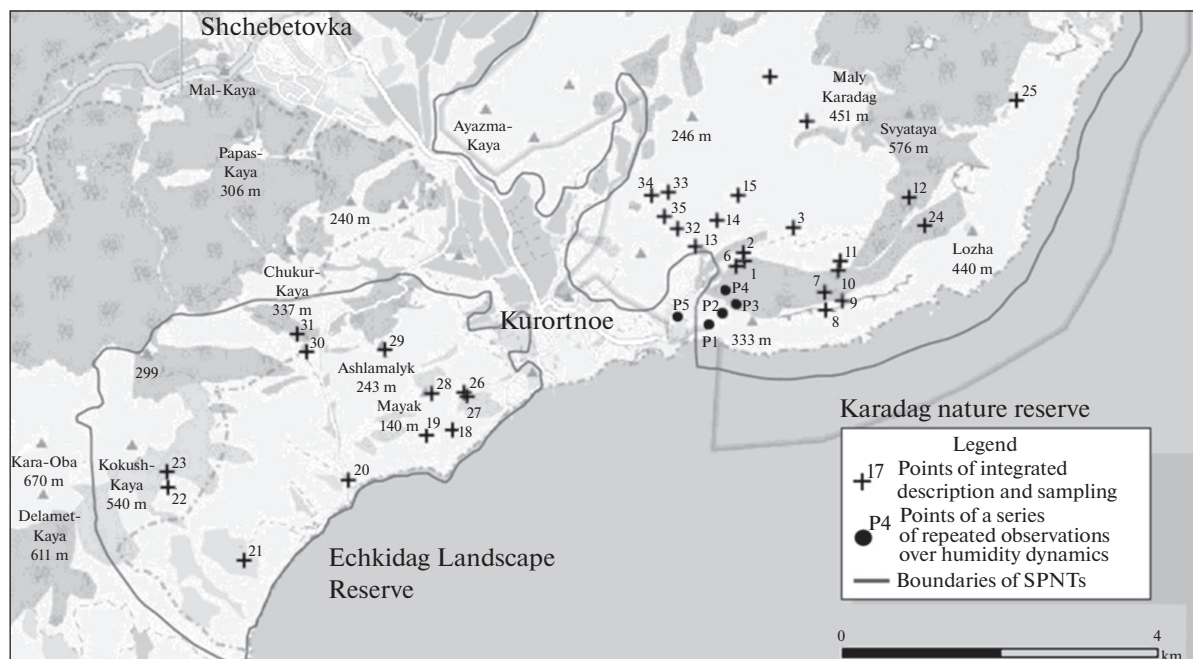 Shchebetovka
Mal-Kaya
Papas-
Kaya
306 m
Ayazma-
Kaya
246 m
Maly
Karadag
451 m
Svyataya
576 m
25
240 m
34
33
15
12
35
32
14
3
24
13
2
11
Lozha
440 m
6
1
10
Chukur-
Kaya
337 m
P4
7
9
P5
P2
P3
8
P1
333 m
Kurortnoe
31
30
29
299
Ashlamalyk
243 m
28
26
27
Mayak
140 m
19
18
Kara-Oba
670 m
Kokush-
Kaya
540 m
23
22
20
Delamet-
Kaya
611 m
21
Echkidag Landscape
Reserve
Karadag nature reserve
Legend
17 Points of integrated
description and sampling
P4 Points of a series
of repeated observations
over humidity dynamics
Boundaries of SPNTs
0 4
km